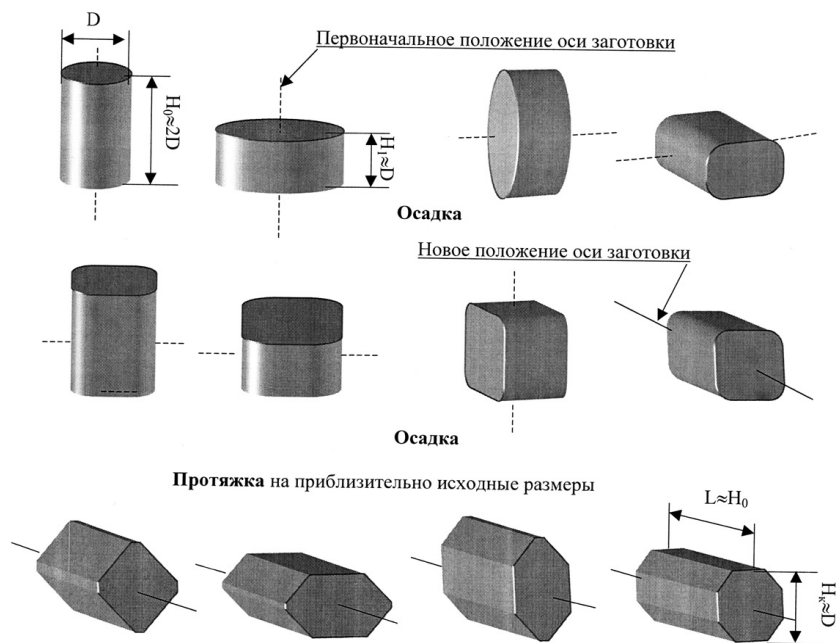 D
Первоначальное положение оси заготовки
H₀≈2D
H₁≈D
Осадка
Новое положение оси заготовки
Осадка
Протяжка на приблизительно исходные размеры
L≈H₀
Hₖ≈D